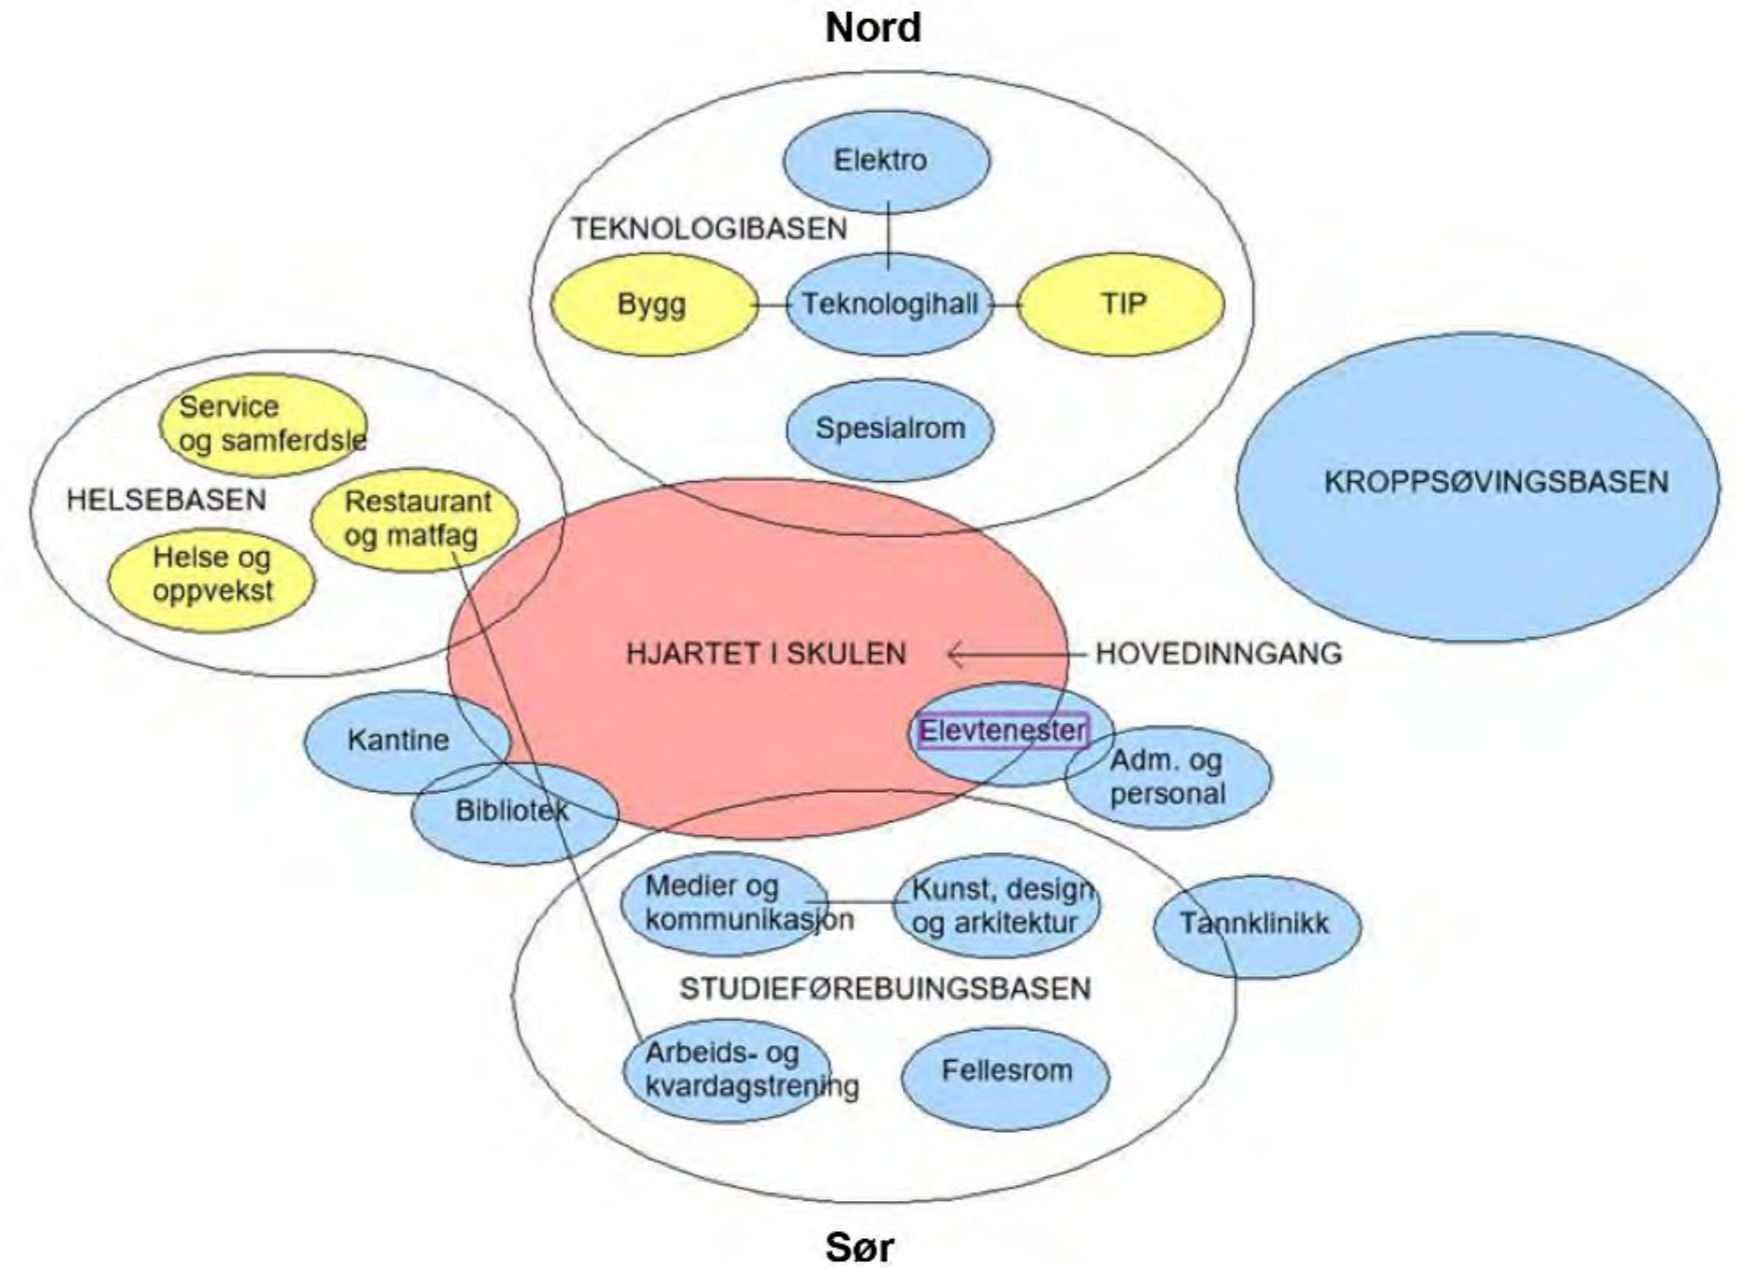 Nord
Elektro
TEKNOLOGIBASEN
Bygg
Teknologihall
TIP
Service
og samferdsle
Spesialrom
HELSEBASEN
Restaurant
og matfag
KROPPSØVINGSBASEN
Helse og
oppvekst
HJARTET I SKULEN
HOVEDINNGANG
Kantine
Elevtenester
Adm. og
personal
Bibliotek
Medier og
kommunikasjon
Kunst, design
og arkitektur
Tannklinikk
STUDIEFØREBUINGSBASEN
Arbeids- og
kvardagstrening
Fellesrom
Sør